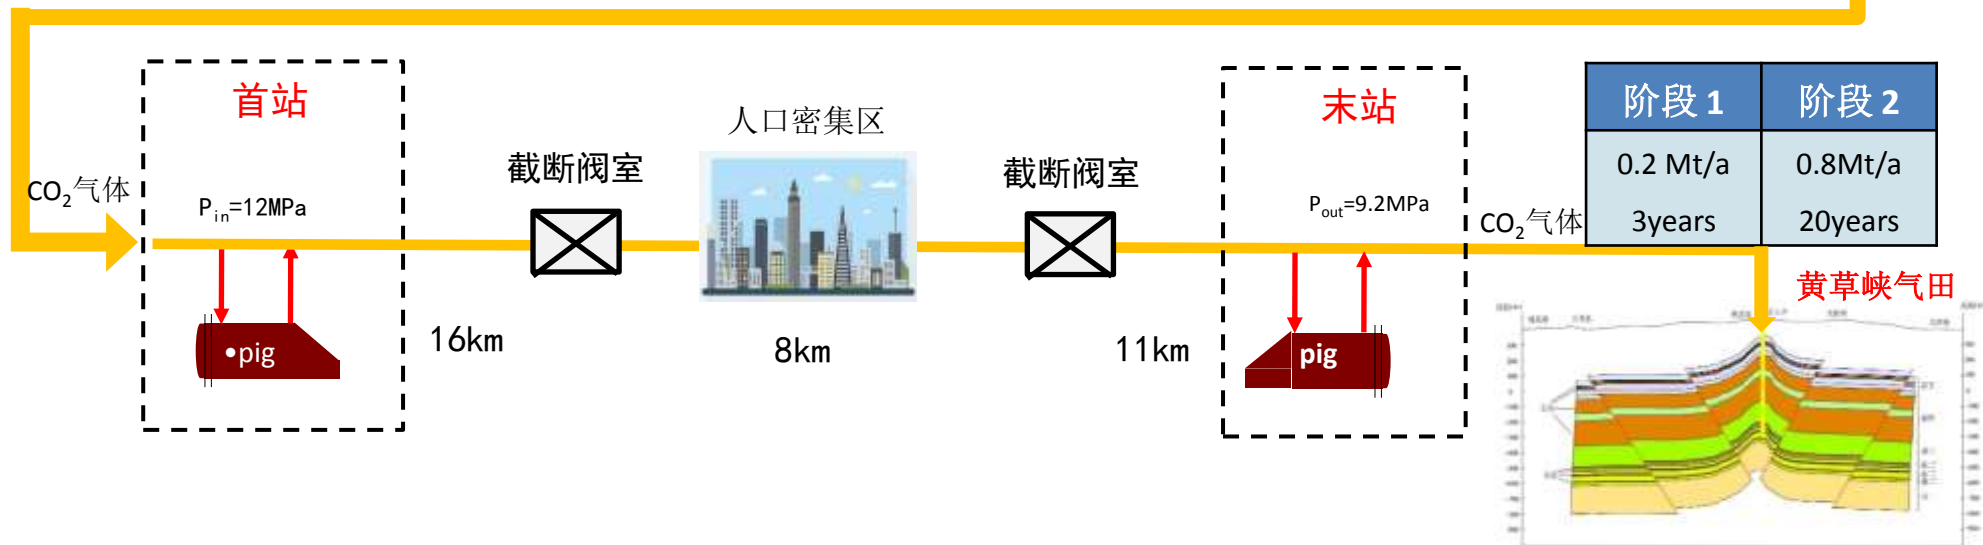 首站
末站
人口密集区
截断阀室
截断阀室
CO₂气体
Pin=12MPa
Pout=9.2MPa
CO₂气体
阶段 1 阶段 2
0.2 Mt/a 0.8Mt/a
3years 20years
黄草峡气田
•pig
16km
8km
11km
pig